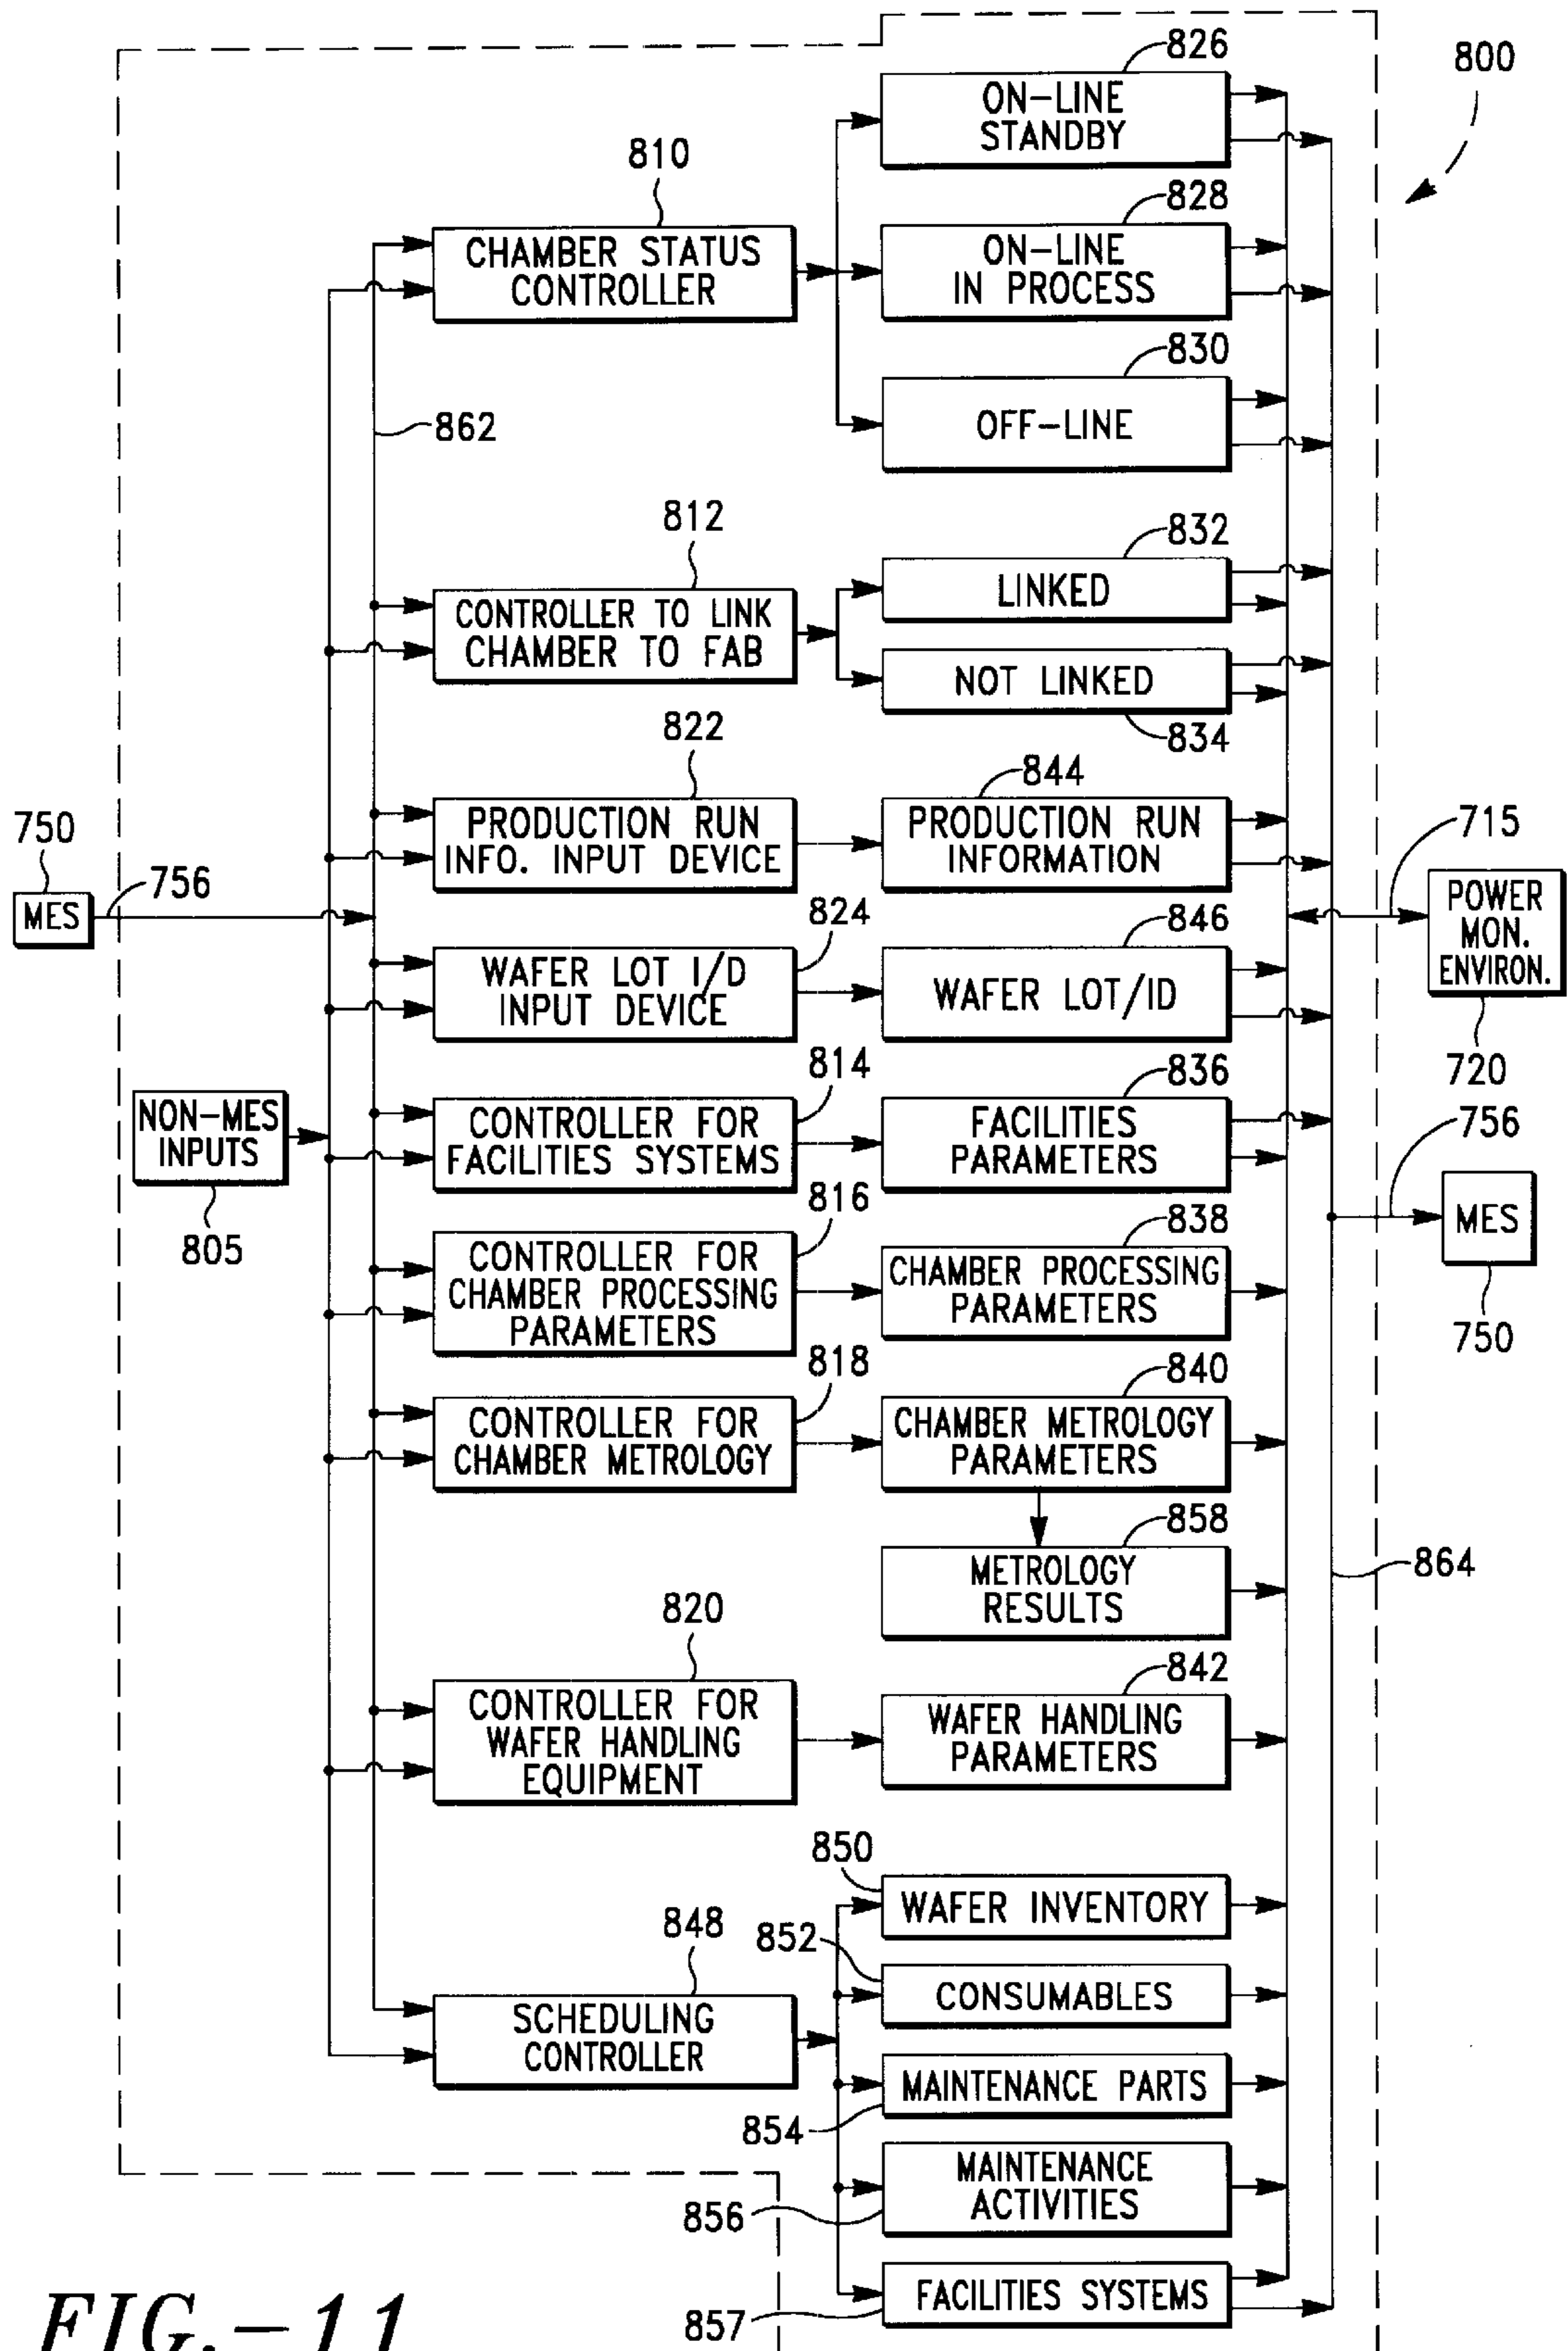 826
800
ON-LINE
STANDBY
810
828
CHAMBER STATUS
CONTROLLER
ON-LINE
IN PROCESS
830
862
OFF-LINE
812
832
CONTROLLER TO LINK
CHAMBER TO FAB
LINKED
NOT LINKED
822
834
844
750
756
PRODUCTION RUN
INFO. INPUT DEVICE
PRODUCTION RUN
INFORMATION
715
MES
824
846
POWER
MON.
ENVIRON.
WAFER LOT I/D
INPUT DEVICE
WAFER LOT/ID
814
836
720
NON-MES
INPUTS
CONTROLLER FOR
FACILITIES SYSTEMS
FACILITIES
PARAMETERS
756
805
816
838
MES
CONTROLLER FOR
CHAMBER PROCESSING
PARAMETERS
CHAMBER PROCESSING
PARAMETERS
750
818
840
CONTROLLER FOR
CHAMBER METROLOGY
CHAMBER METROLOGY
PARAMETERS
858
METROLOGY
RESULTS
864
820
842
CONTROLLER FOR
WAFER HANDLING
EQUIPMENT
WAFER HANDLING
PARAMETERS
850
WAFER INVENTORY
848
852
CONSUMABLES
SCHEDULING
CONTROLLER
MAINTENANCE PARTS
854
MAINTENANCE
ACTIVITIES
856
FACILITIES SYSTEMS
857
FIG.-11